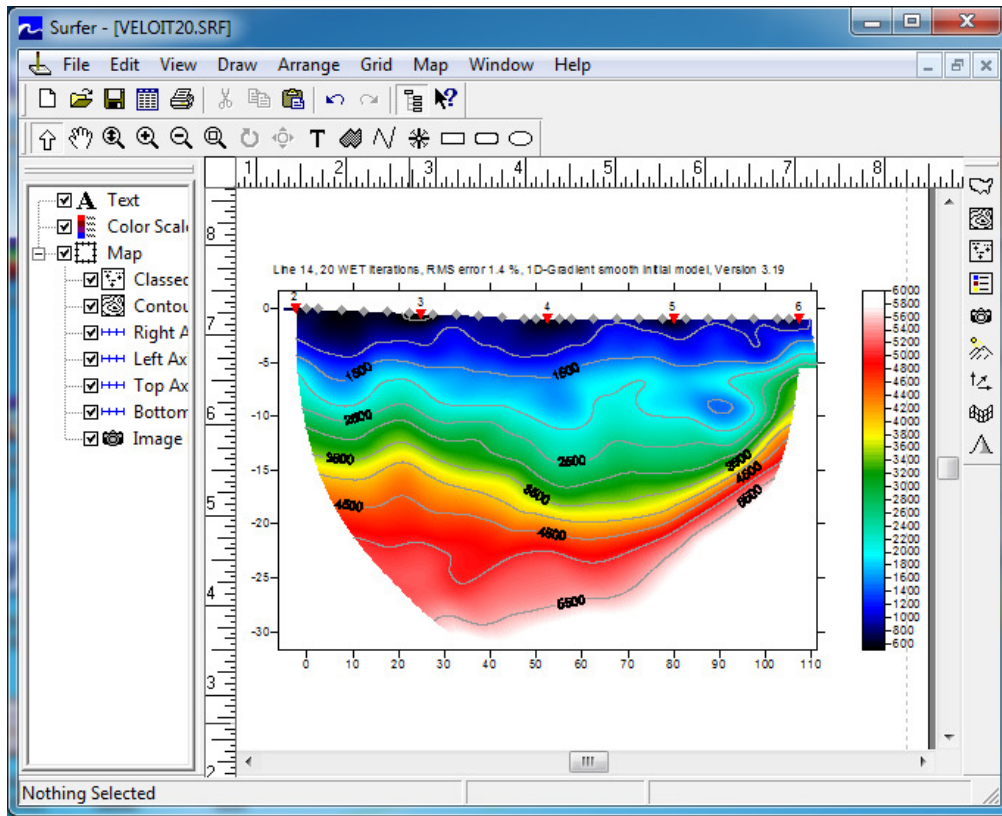 Surfer - [VELOIT20.SRF]
File Edit View Draw Arrange Grid Map Window Help
T
1 2 3 4 5 6 7 8
A Text
Color Scal
Map
Classed
Contou
Right A
Left Ax
Top Ax
Bottom
Image
8
7
6
5
4
3
2
Line 14, 20 WET iterations, RMS error 1.4 %, 1D-Gradient smooth initial model, Version 3.19
2 3 4 5 6
0
-5
-10
-15
-20
-25
-30
1500 1500
2500
2500
3500
3500
3500
4500
4500
4500
5500
5500
0 10 20 30 40 50 60 70 80 90 100 110
6000
5800
5600
5400
5200
5000
4800
4600
4400
4200
4000
3800
3600
3400
3200
3000
2800
2600
2400
2200
2000
1800
1600
1400
1200
1000
800
600
Nothing Selected